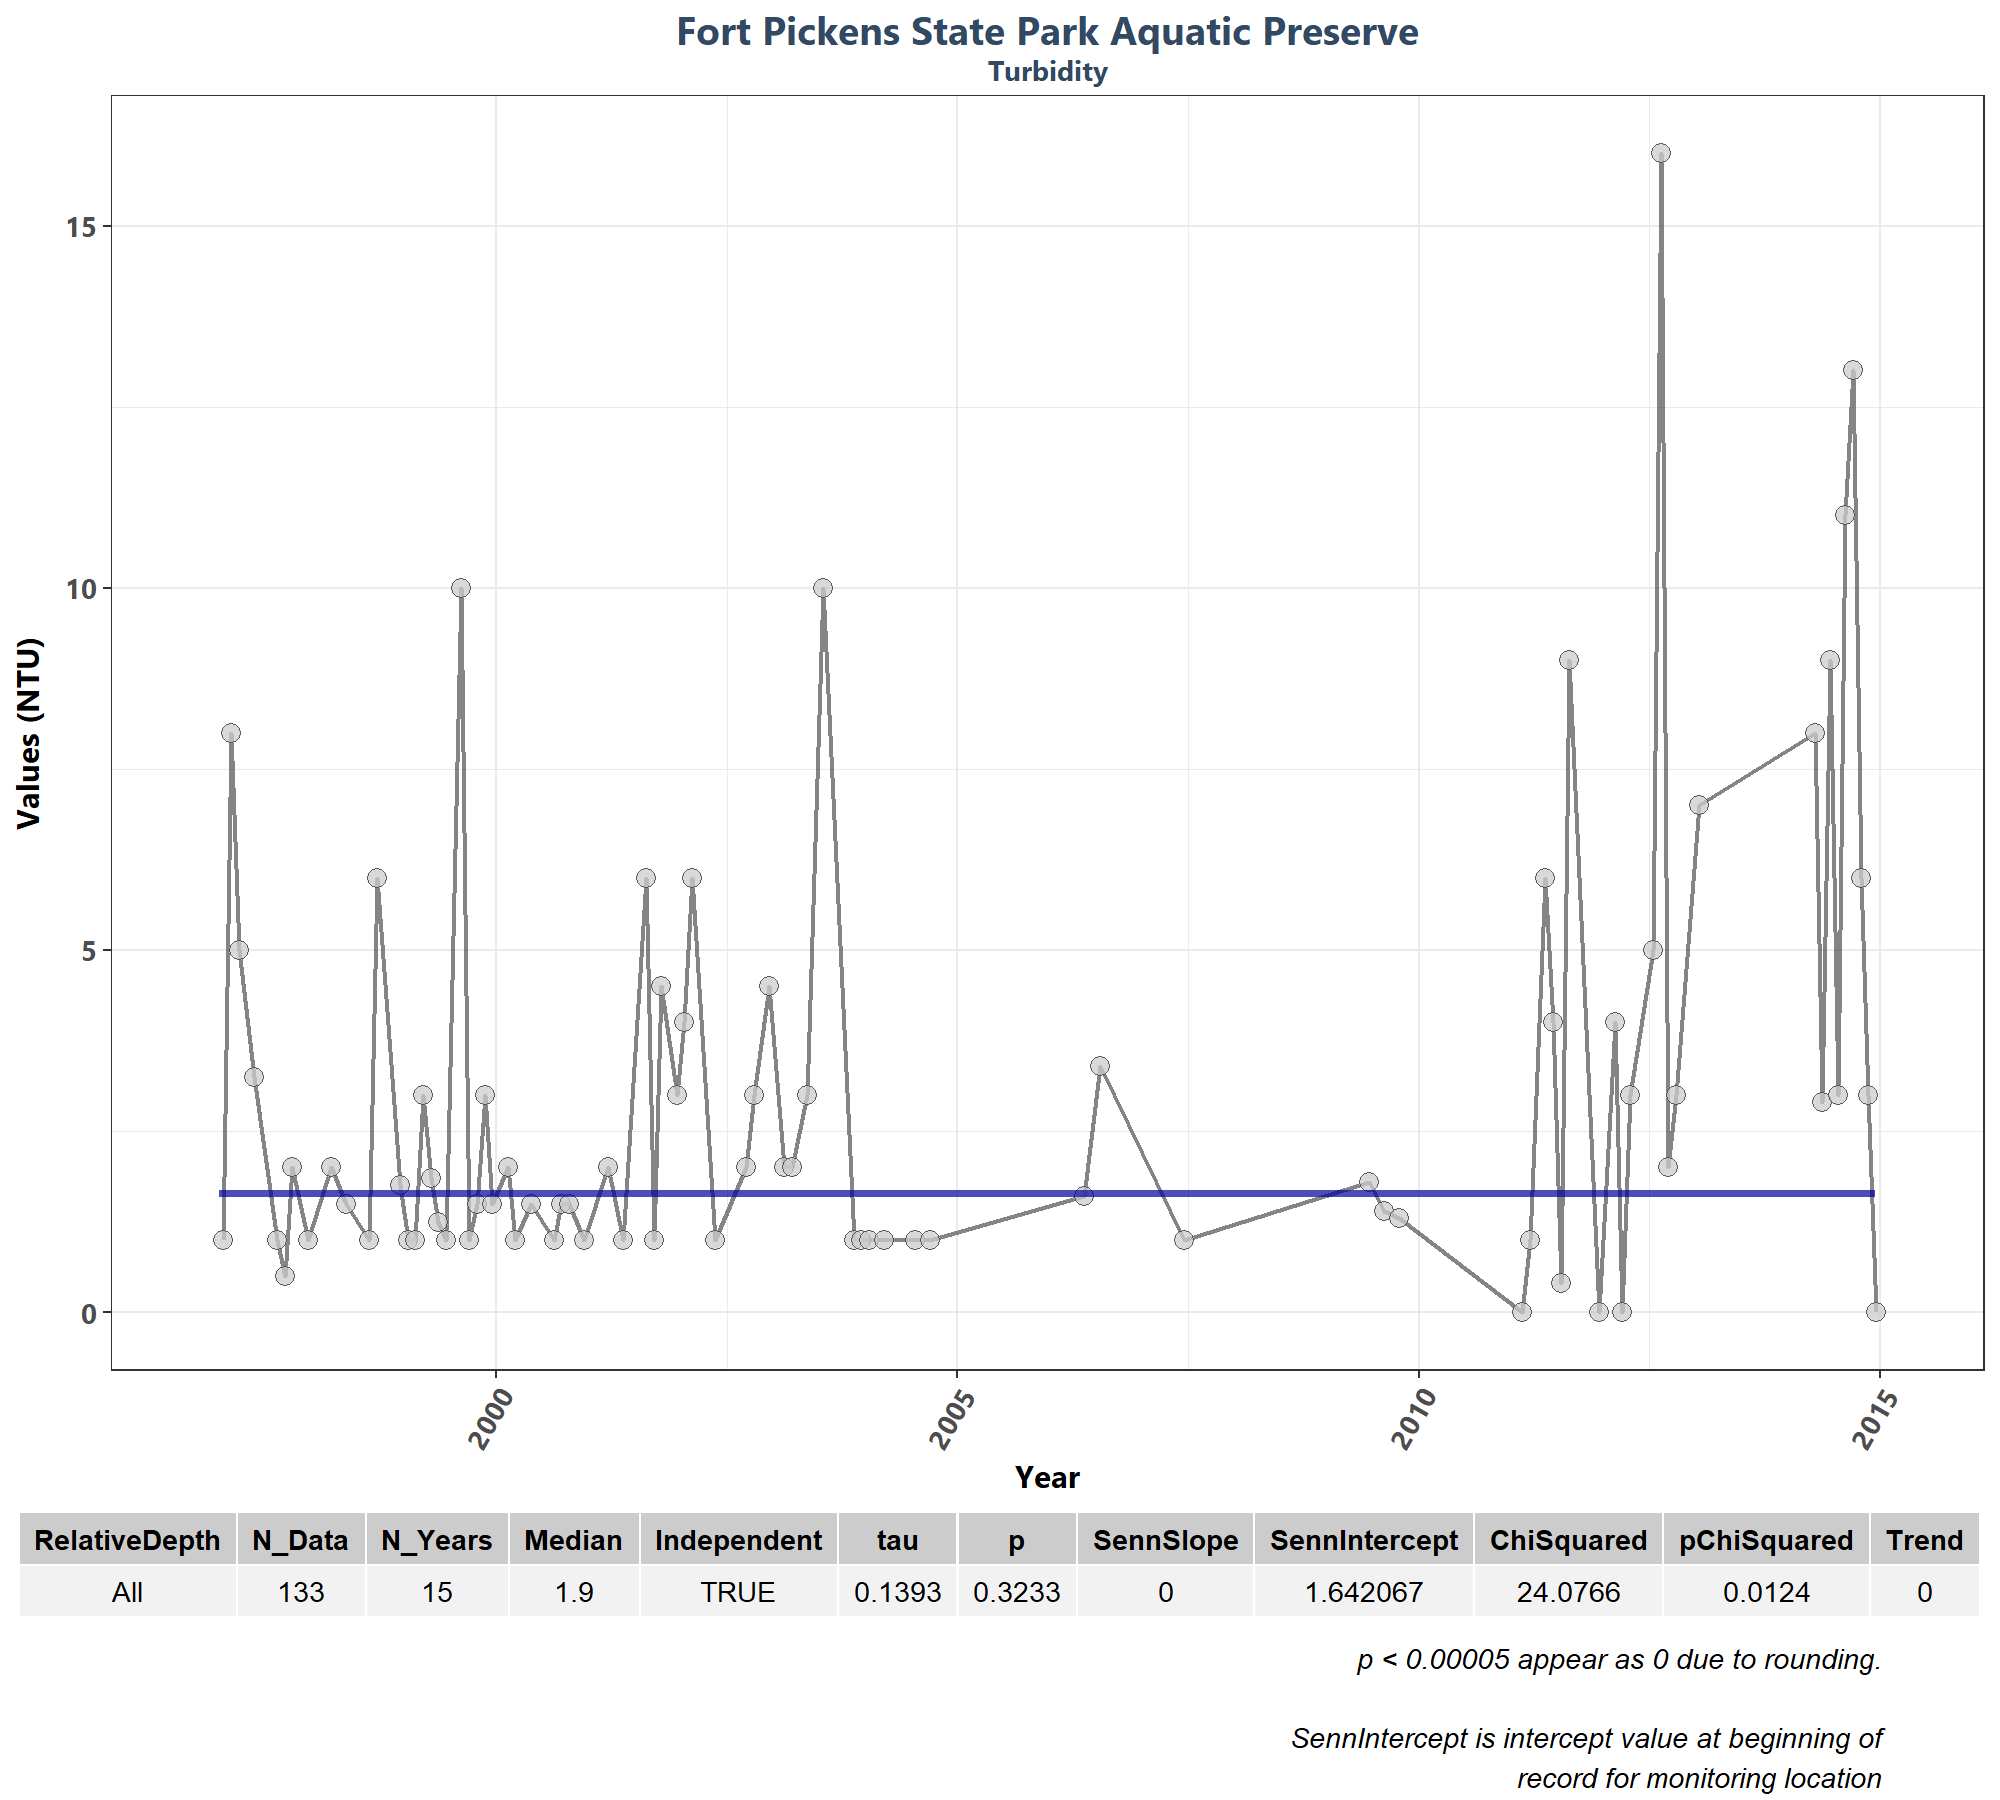 Fort Pickens State Park Aquatic Preserve
Turbidity
Values (NTU)
15
10
5
0
2000 2005 2010 2015
Year
RelativeDepth N_Data N_Years Median Independent tau p SennSlope SennIntercept ChiSquared pChiSquared Trend
All 133 15 1.9 TRUE 0.1393 0.3233 0 1.642067 24.0766 0.0124 0
p < 0.00005 appear as 0 due to rounding.
SennIntercept is intercept value at beginning of
record for monitoring location